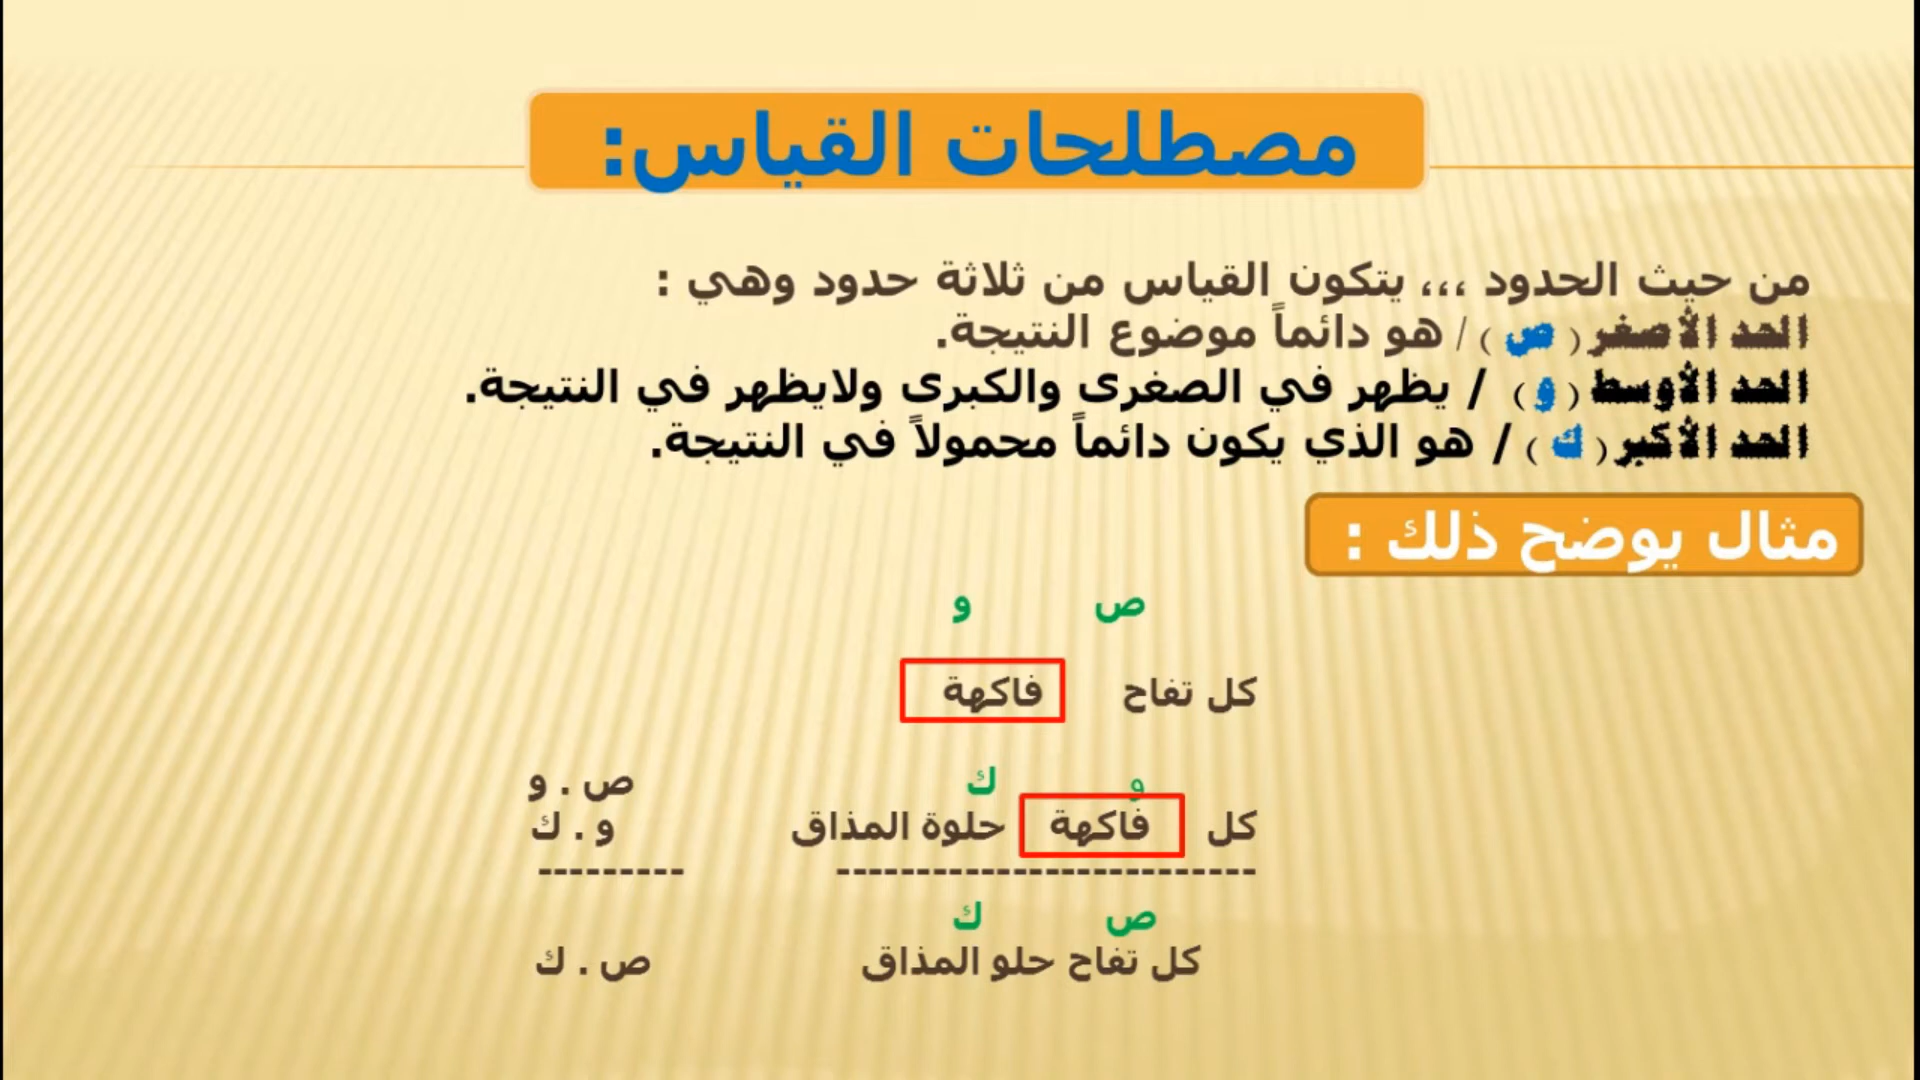 مصطلحات القياس:
من حيث الحدود ،،، يتكون القياس من ثلاثة حدود وهي :
الحد الأصغر ( ص ) / هو دائماً موضوع النتيجة.
الحد الأوسط ( و ) / يظهر في الصغرى والكبرى ولايظهر في النتيجة.
الحد الأكبر ( ك ) / هو الذي يكون دائماً محمولاً في النتيجة.
مثال يوضح ذلك :
ص و
كل تفاح فاكهة
و ك
ص . و
كل فاكهة حلوة المذاق
و . ك
-------------------------- ---------
ص ك
كل تفاح حلو المذاق
ص . ك